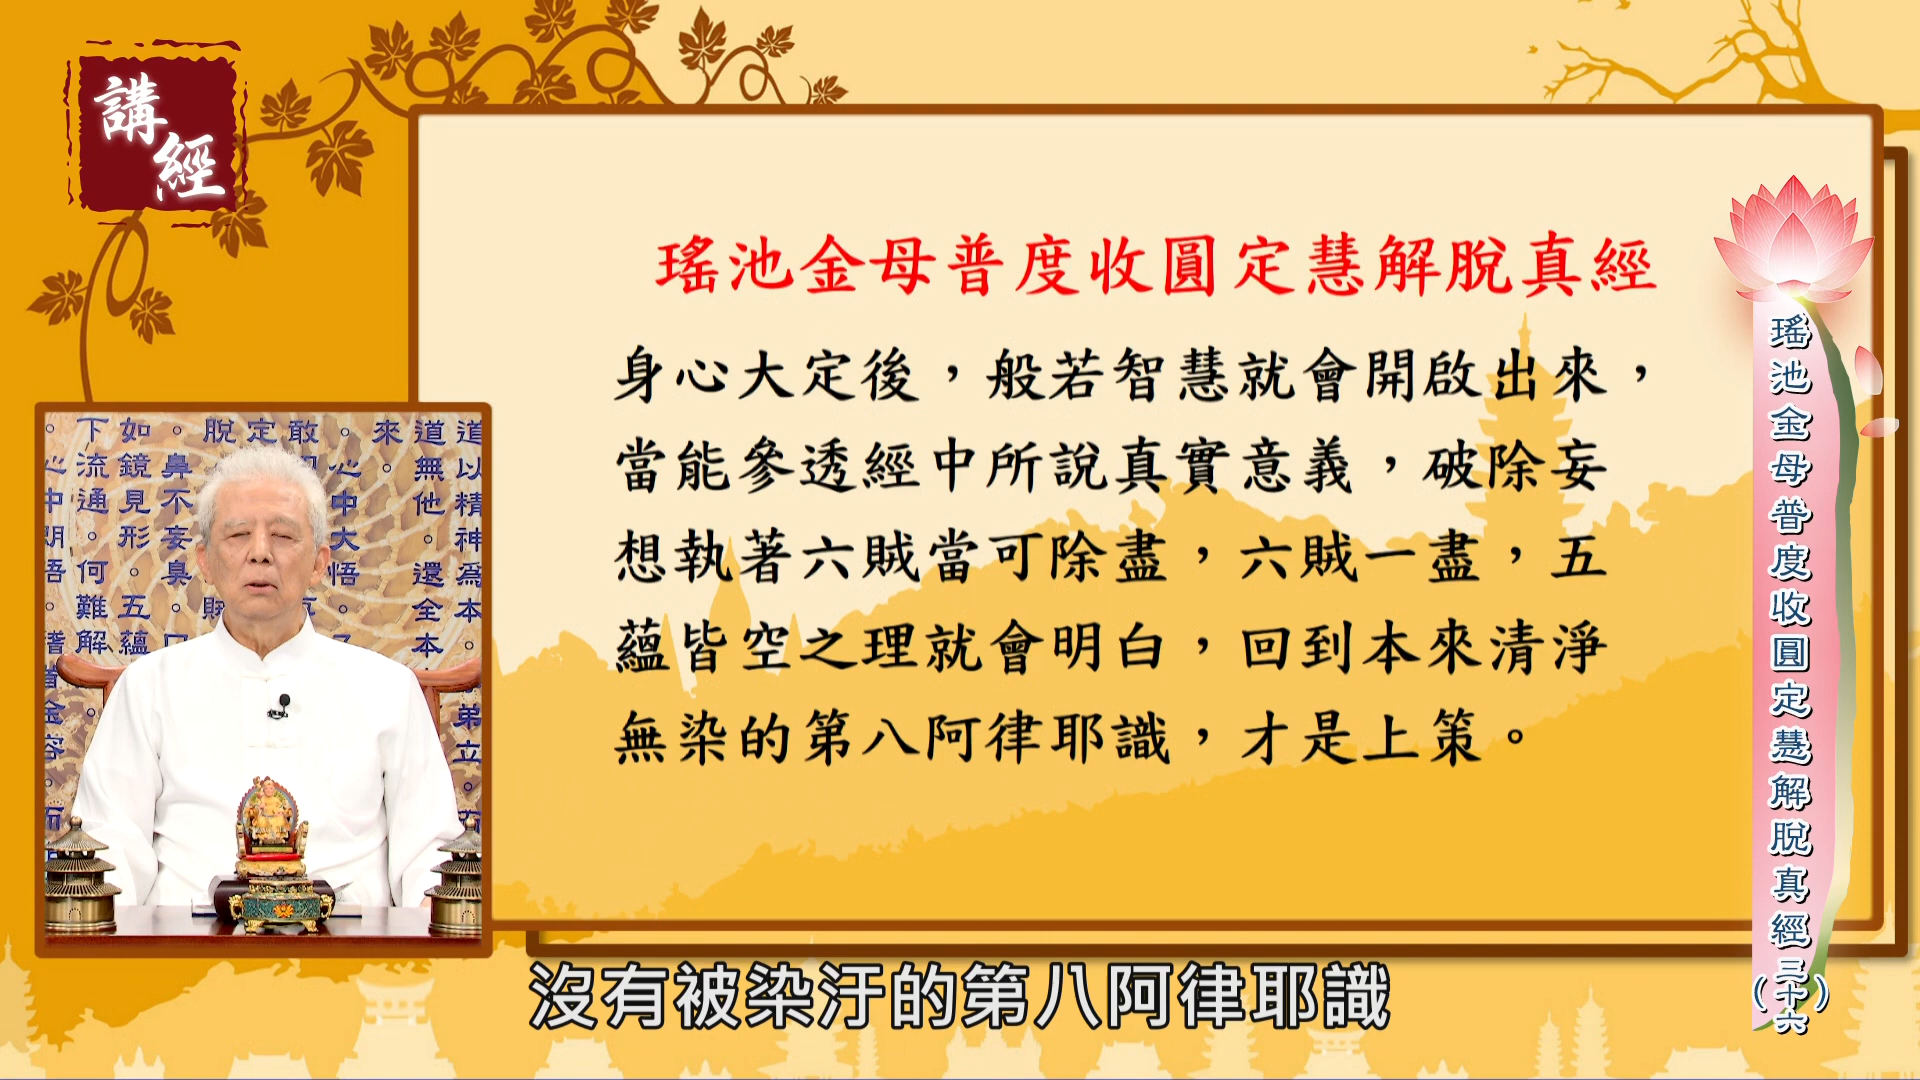 講經
瑤池金母普度收圓定慧解脫真經
身心大定後，般若智慧就會開啟出來，
當能參透經中所說真實意義，破除妄
想執著六賊當可除盡，六賊一盡，五
蘊皆空之理就會明白，回到本來清淨
無染的第八阿律耶識，才是上策。
瑤池金母普度收圓定慧解脫真經（三十六）
沒有被染汙的第八阿律耶識